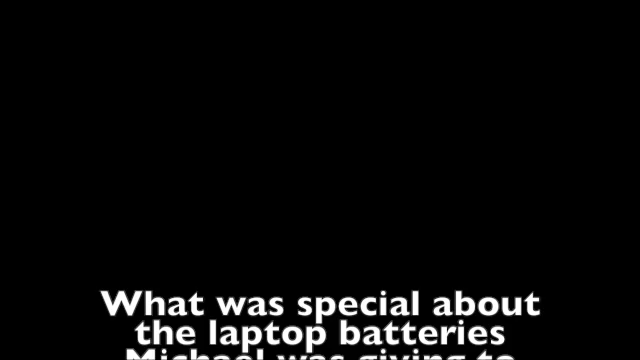 What was special about
the laptop batteries
Michael was giving to